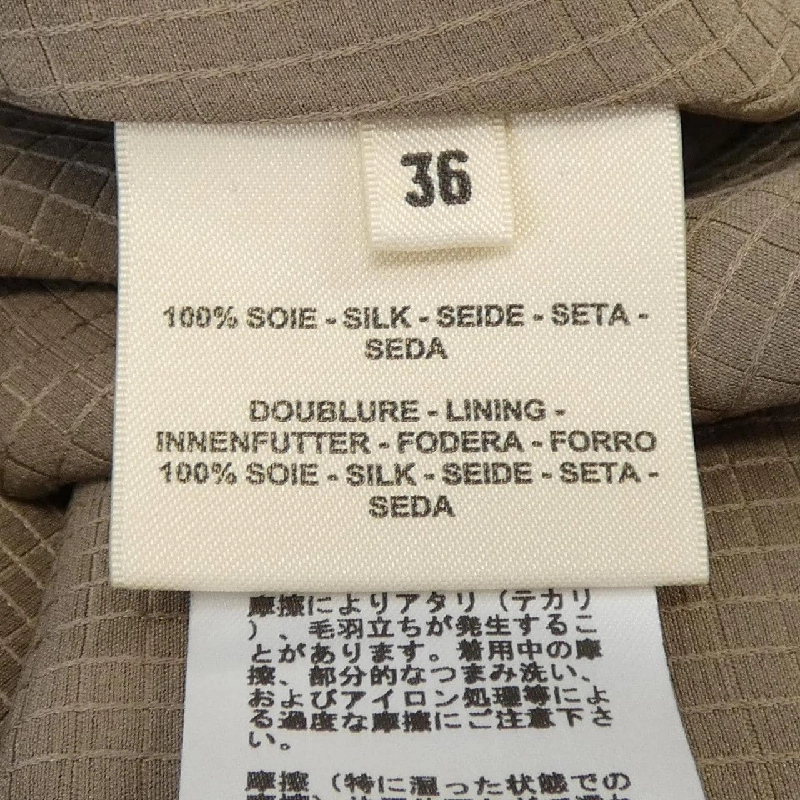 36
100% SOIE - SILK - SEIDE - SETA -
SEDA
DOUBLURE - LINING -
INNENFUTTER - FODERA - FORRO
100% SOIE - SILK - SEIDE - SETA -
SEDA
摩擦によりアタリ（テカリ
）、毛羽立ちが発生するこ
とがあります。着用中の摩
擦、部分的なつまみ洗い、
およびアイロン処理等によ
る過度な摩擦にご注意下さ
い。
摩擦（特に湿った状態での